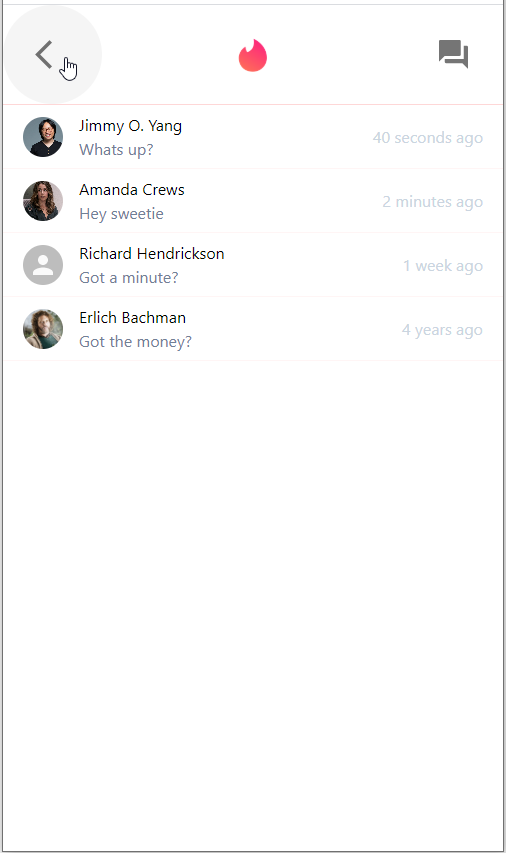 Jimmy O. Yang
Whats up?
40 seconds ago
Amanda Crews
Hey sweetie
2 minutes ago
Richard Hendrickson
Got a minute?
1 week ago
Erlich Bachman
Got the money?
4 years ago